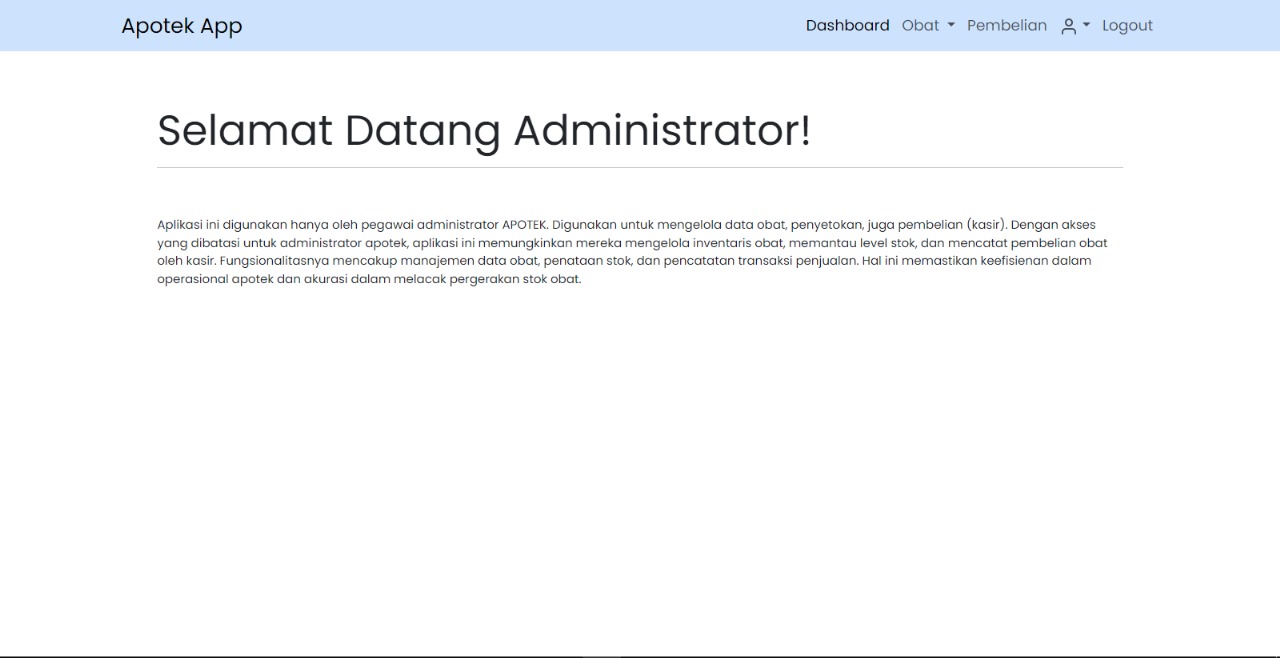 Apotek App
Dashboard Obat Pembelian Logout
Selamat Datang Administrator!
Aplikasi ini digunakan hanya oleh pegawai administrator APOTEK. Digunakan untuk mengelola data obat, penyetokan, juga pembelian (kasir). Dengan akses
yang dibatasi untuk administrator apotek, aplikasi ini memungkinkan mereka mengelola inventaris obat, memantau level stok, dan mencatat pembelian obat
oleh kasir. Fungsionalitasnya mencakup manajemen data obat, penataan stok, dan pencatatan transaksi penjualan. Hal ini memastikan keefisienan dalam
operasional apotek dan akurasi dalam melacak pergerakan stok obat.